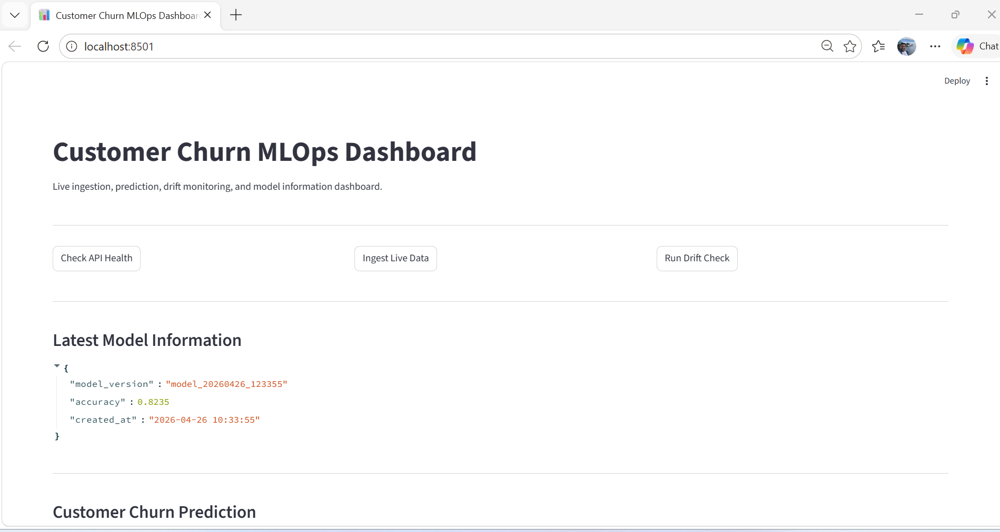 Customer Churn MLOps Dashboar
localhost:8501
Chat
Deploy
Customer Churn MLOps Dashboard
Live ingestion, prediction, drift monitoring, and model information dashboard.
Check API Health
Ingest Live Data
Run Drift Check
Latest Model Information
{
"model_version" : "model_20260426_123355"
"accuracy" : 0.8235
"created_at" : "2026-04-26 10:33:55"
}
Customer Churn Prediction